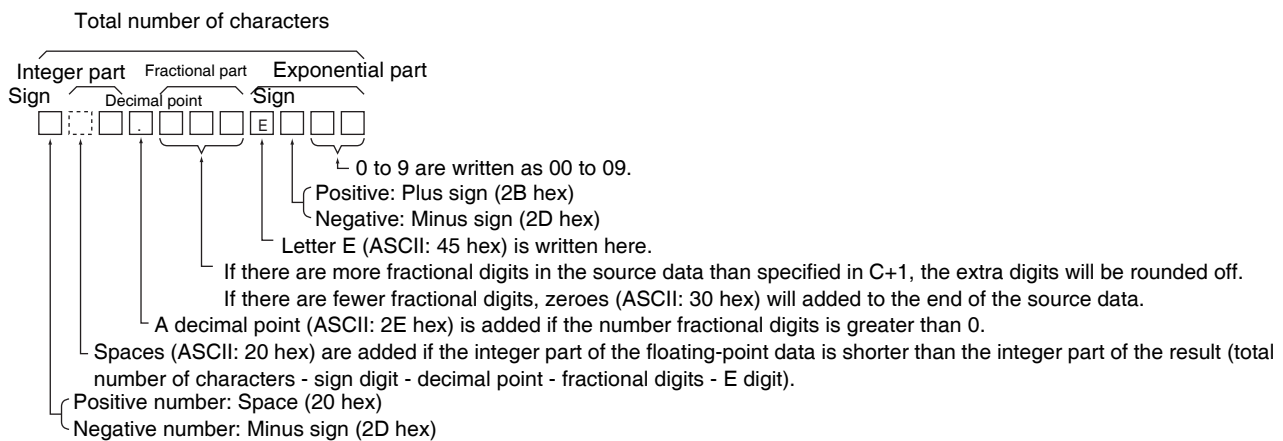 Total number of characters
Integer part Fractional part Exponential part
Sign Decimal point Sign
. E
0 to 9 are written as 00 to 09.
Positive: Plus sign (2B hex)
Negative: Minus sign (2D hex)
Letter E (ASCII: 45 hex) is written here.
If there are more fractional digits in the source data than specified in C+1, the extra digits will be rounded off.
If there are fewer fractional digits, zeroes (ASCII: 30 hex) will added to the end of the source data.
A decimal point (ASCII: 2E hex) is added if the number fractional digits is greater than 0.
Spaces (ASCII: 20 hex) are added if the integer part of the floating-point data is shorter than the integer part of the result (total
number of characters - sign digit - decimal point - fractional digits - E digit).
Positive number: Space (20 hex)
Negative number: Minus sign (2D hex)